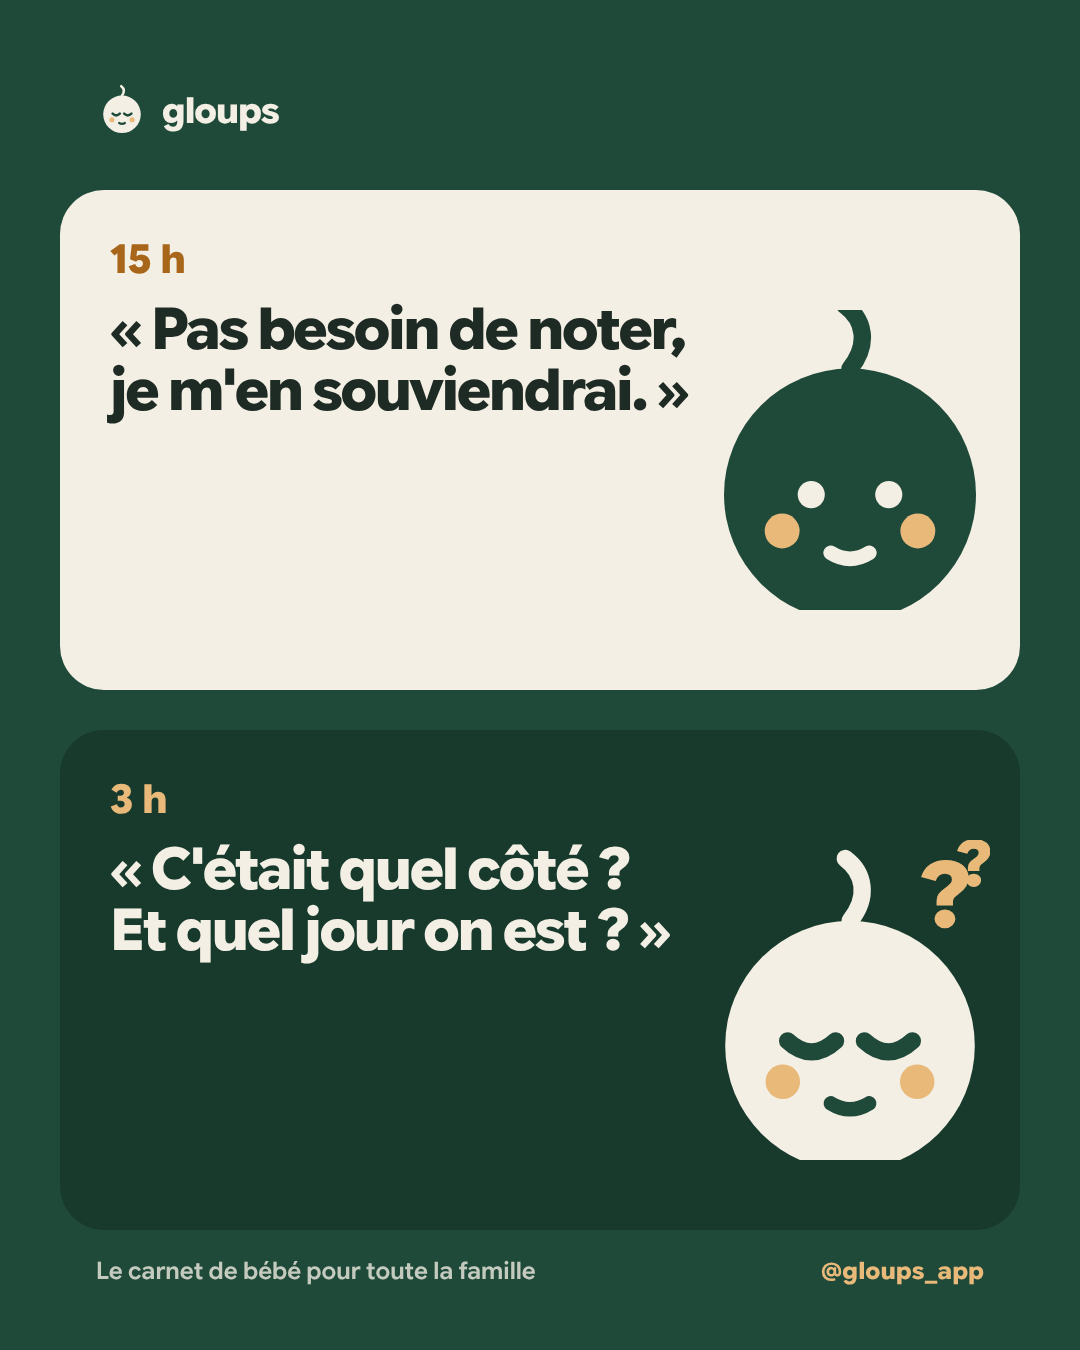 gloups
15 h
« Pas besoin de noter,
je m'en souviendrai. »
3 h
« C'était quel côté ?
Et quel jour on est ? »
? ?
Le carnet de bébé pour toute la famille
@gloups_app